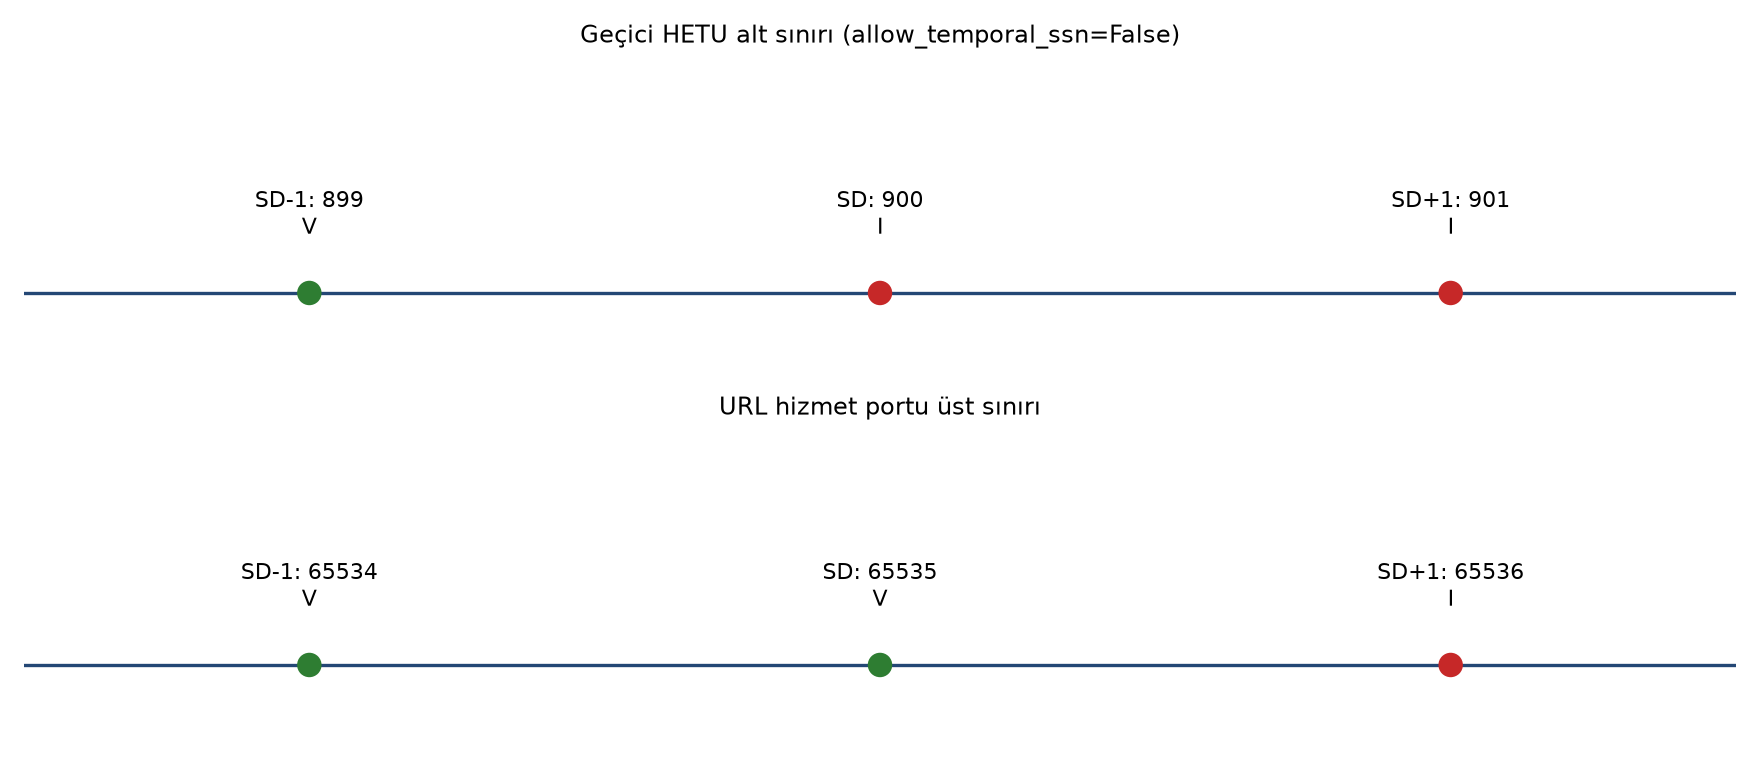 Geçici HETU alt sınırı (allow_temporal_ssn=False)
SD-1: 899
V
SD: 900
I
SD+1: 901
I
URL hizmet portu üst sınırı
SD-1: 65534
V
SD: 65535
V
SD+1: 65536
I